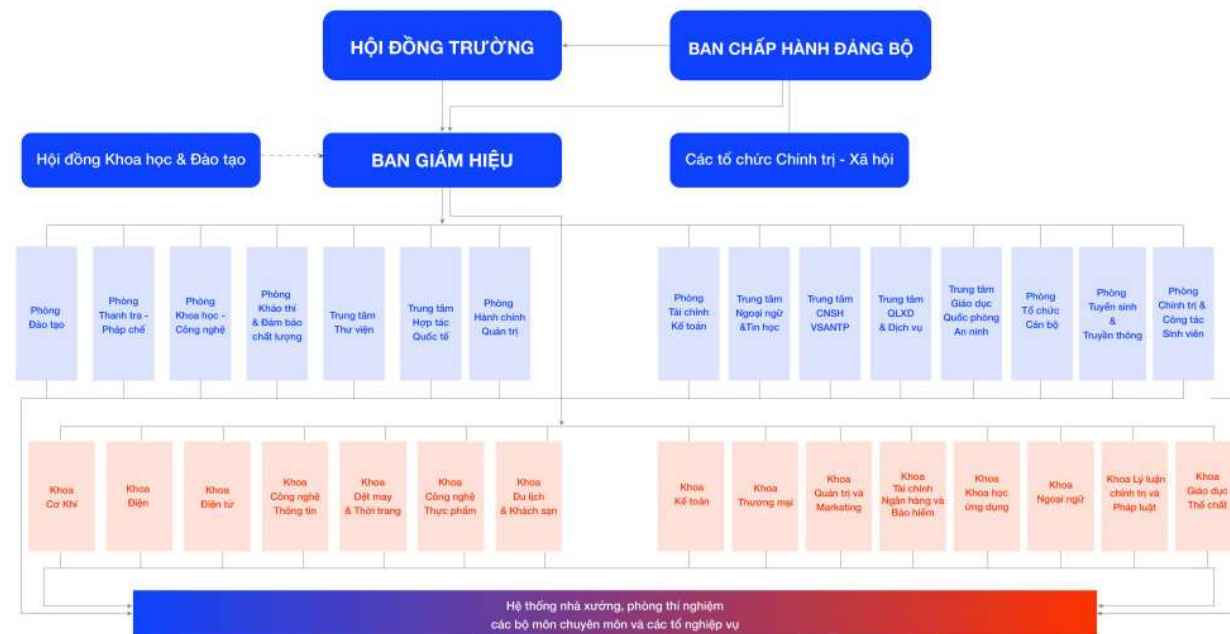 HỘI ĐỒNG TRƯỜNG
BAN CHẤP HÀNH ĐẢNG BỘ
Hội đồng Khoa học & Đào tạo
BAN GIÁM HIỆU
Các tổ chức Chính trị - Xã hội
Phòng
Đào tạo
Phòng
Thanh tra -
Pháp chế
Phòng
Khoa học -
Công nghệ
Phòng
Khảo thí
& Đảm bảo
chất lượng
Trung tâm
Thư viện
Trung tâm
Hợp tác
Quốc tế
Phòng
Hành chính
Quản trị
Phòng
Tài chính
Kế toán
Trung tâm
Ngoại ngữ
&Tin học
Trung tâm
CNSH
VSANTP
Trung tâm
QLXD
& Dịch vụ
Trung tâm
Giáo dục
Quốc phòng
An ninh
Phòng
Tổ chức
Cán bộ
Phòng
Tuyển sinh
&
Truyền thông
Phòng
Chính trị &
Công tác
Sinh viên
Khoa
Cơ Khí
Khoa
Điện
Khoa
Điện tử
Khoa
Công nghệ
Thông tin
Khoa
Dệt may
& Thời trang
Khoa
Công nghệ
Thực phẩm
Khoa
Du lịch
& Khách sạn
Khoa
Kế toán
Khoa
Thương mại
Khoa
Quản trị và
Marketing
Khoa
Tài chính
Ngân hàng và
Bảo hiểm
Khoa
Khoa học
ứng dụng
Khoa
Ngoại ngữ
Khoa Lý luận
chính trị và
Pháp luật
Khoa
Giáo dục
Thể chất
Hệ thống nhà xưởng, phòng thí nghiệm
các bộ môn chuyên môn và các tổ nghiệp vụ